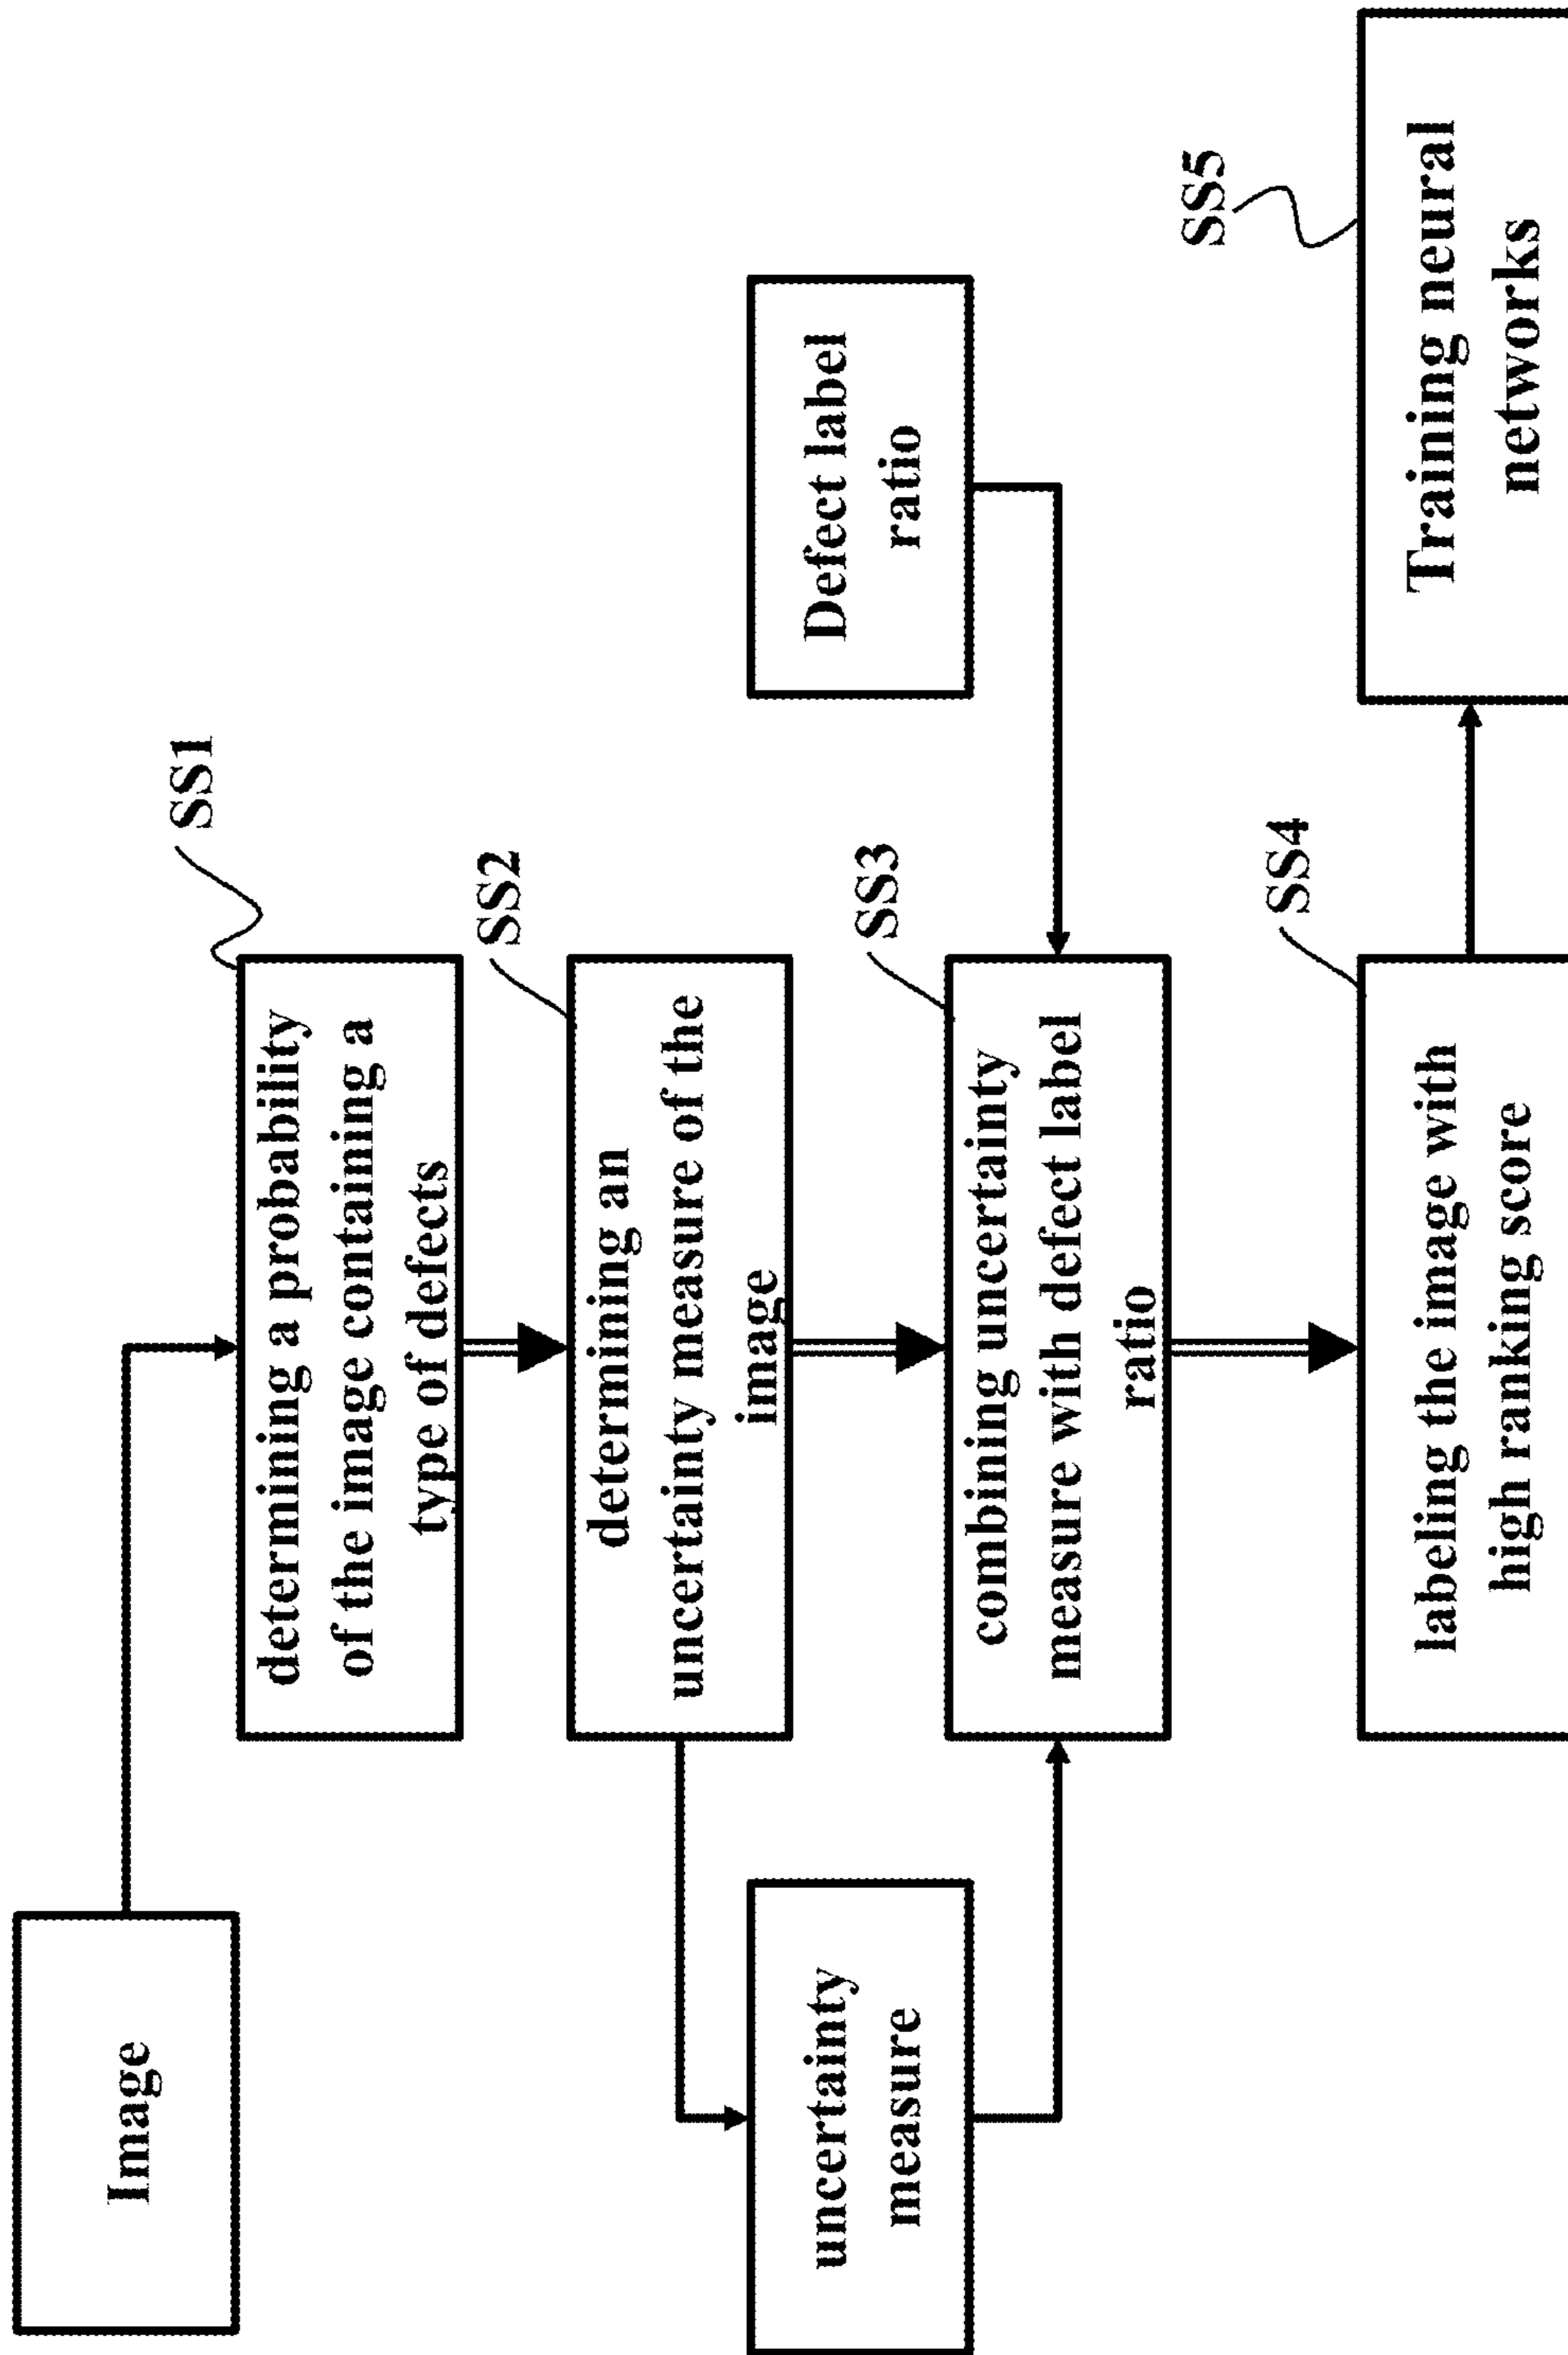 Image
SS1
determining a probability
of the image containing a
type of defects
SS2
determining an
uncertainty measure of the
image
uncertainty
measure
Defect label
ratio
SS3
combining uncertainty
measure with defect label
ratio
SS4
labeling the image with
high ranking score
SS5
Training neural
networks